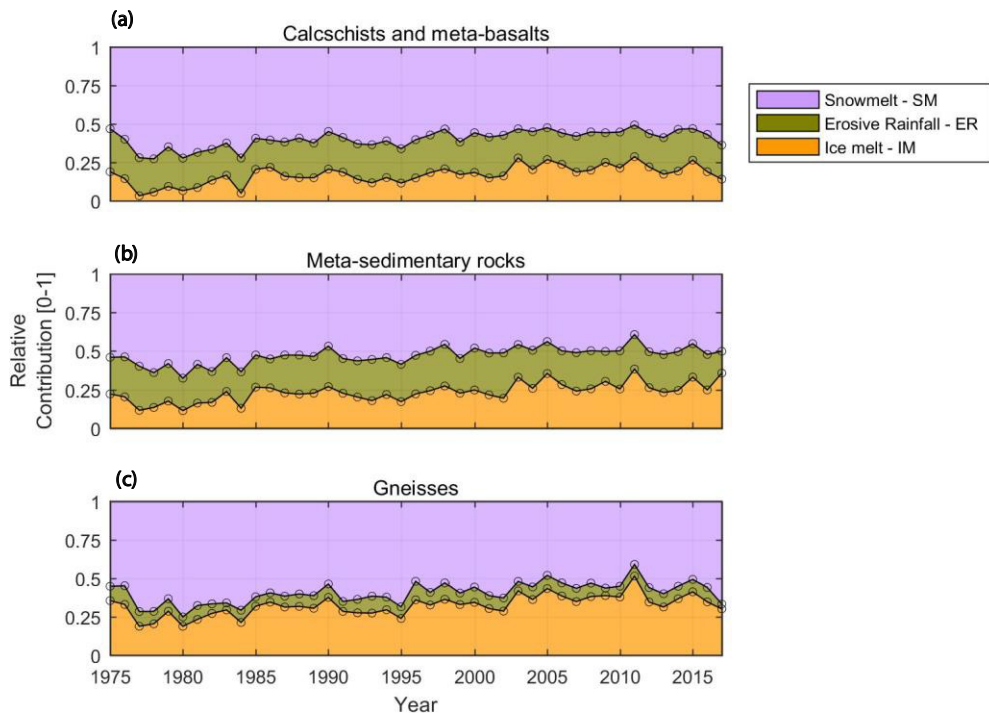 (a)
Calcschists and meta-basalts
1
0.75
0.5
0.25
0
Snowmelt - SM
Erosive Rainfall - ER
Ice melt - IM
(b)
Meta-sedimentary rocks
Relative
Contribution [0-1]
1
0.75
0.5
0.25
0
(c)
Gneisses
1
0.75
0.5
0.25
0
1975 1980 1985 1990 1995 2000 2005 2010 2015
Year